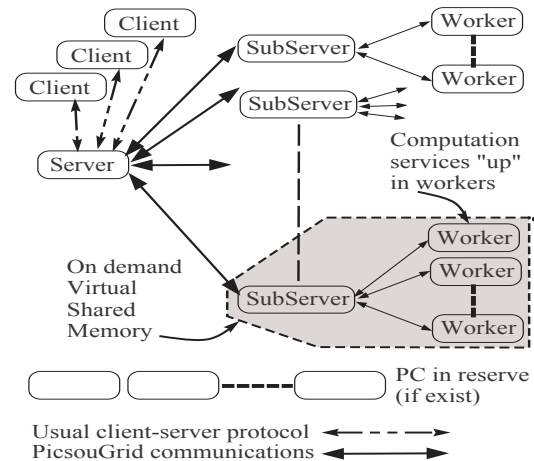 Client
Client
Client
Server
SubServer
SubServer
SubServer
Worker
Worker
Computation
services "up"
in workers
Worker
Worker
Worker
On demand
Virtual
Shared
Memory
PC in reserve
(if exist)
Usual client-server protocol
PicsouGrid communications